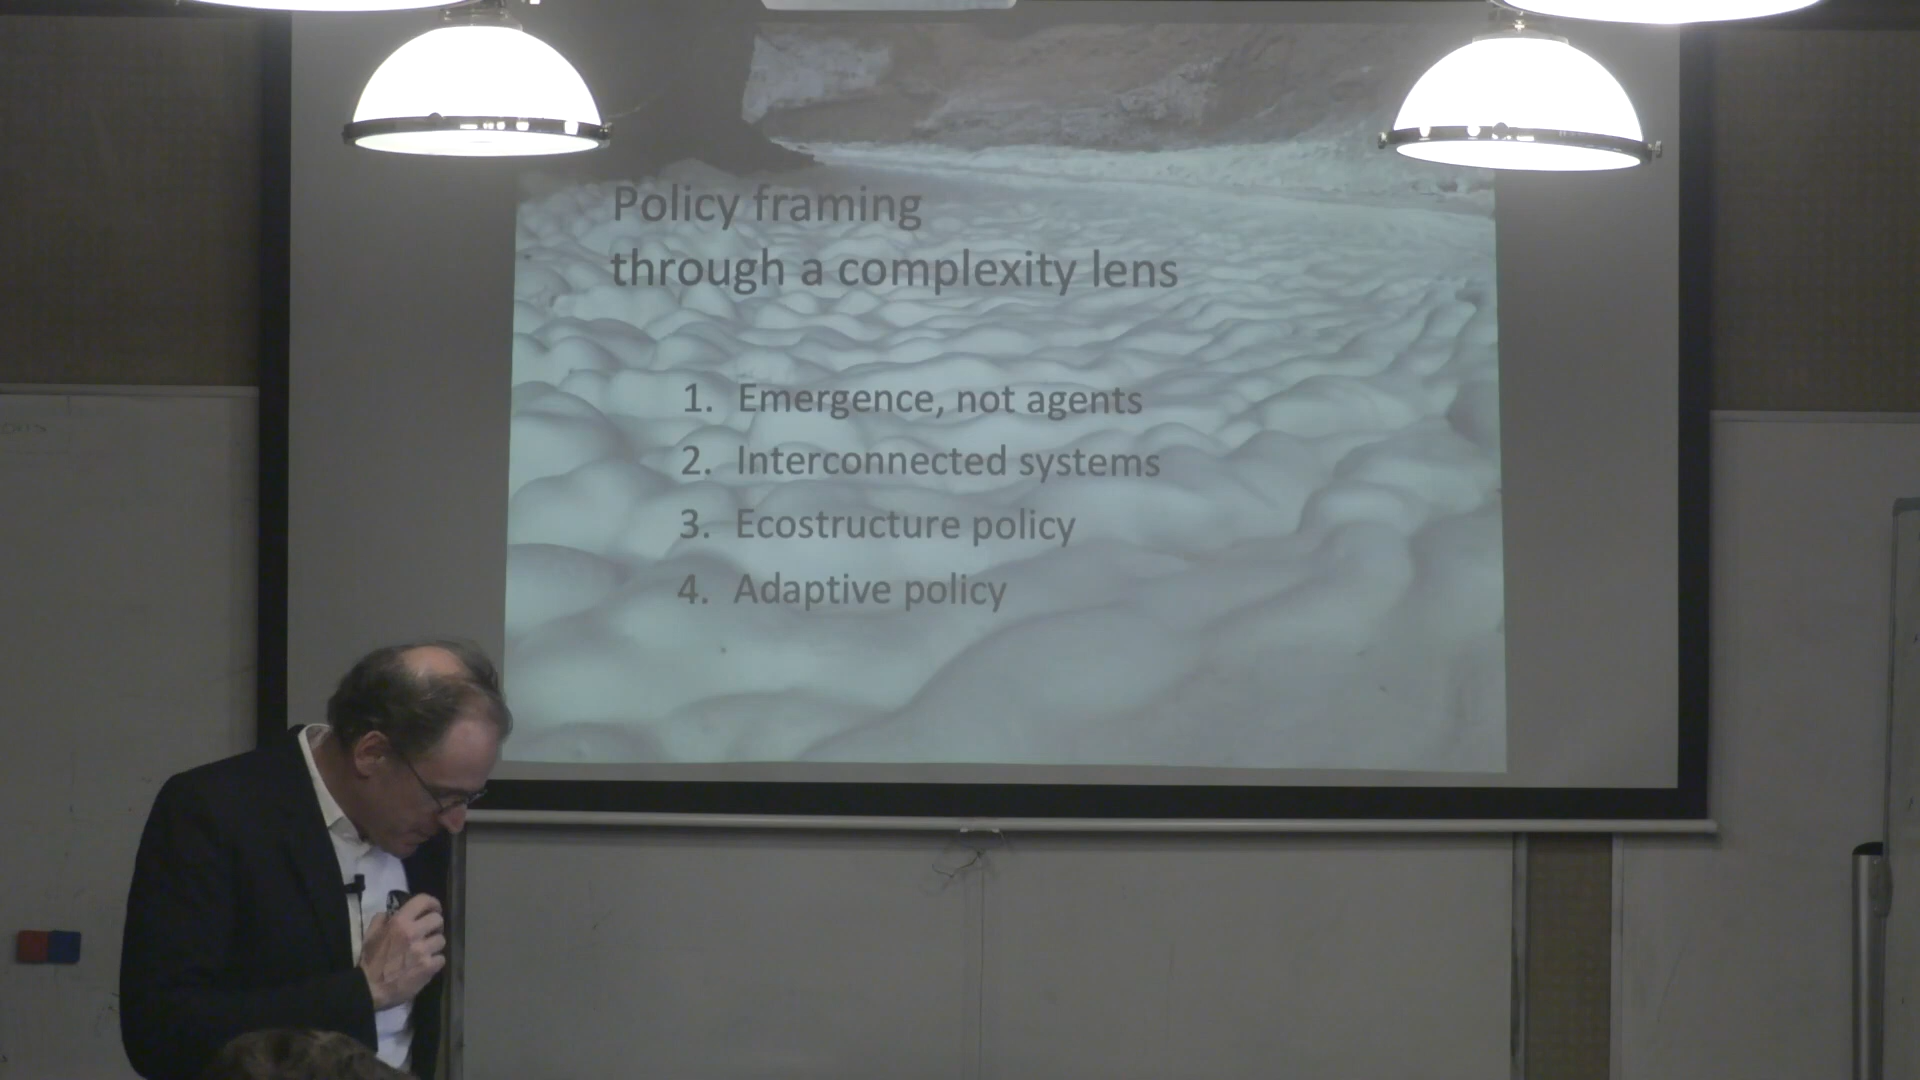 Policy framing
through a complexity lens
1. Emergence, not agents
2. Interconnected systems
3. Ecostructure policy
4. Adaptive policy